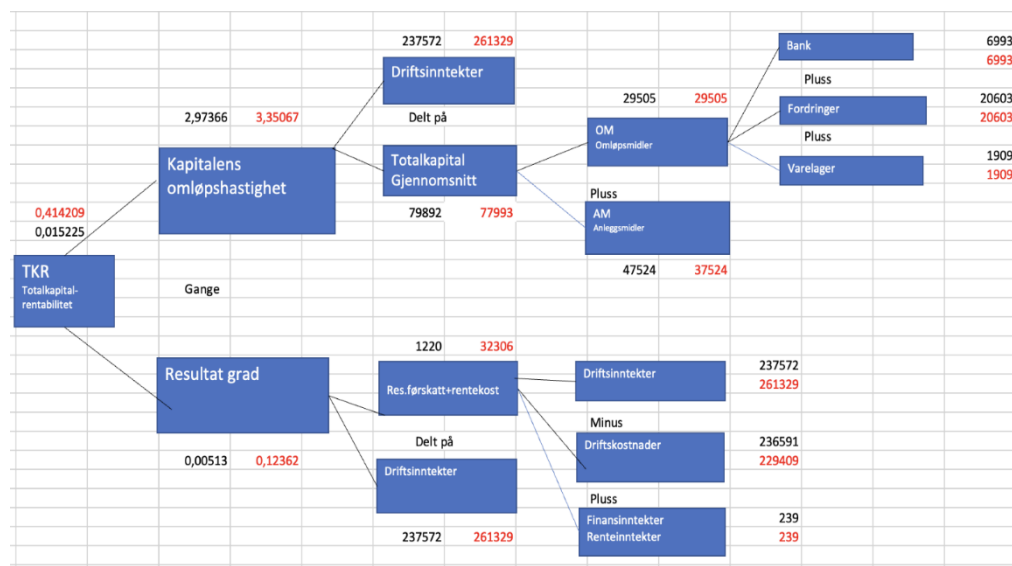 237572 261329
Driftsinntekter
Bank
6993
6993
Pluss
29505 29505
Fordringer
20603
20603
2,97366 3,35067
Delt på
OM
Omløpsmidler
Pluss
Kapitalens
omløpshastighet
Totalkapital
Gjennomsnitt
Varelager
1909
1909
Pluss
0,414209
0,015225
79892 77993
AM
Anleggsmidler
47524 37524
TKR
Totalkapital-
rentabilitet
Gange
1220 32306
Resultat grad
Res.førskatt+rentekost
Driftsinntekter
237572
261329
Minus
Delt på
Driftskostnader
236591
229409
0,00513 0,12362
Driftsinntekter
Pluss
Finansinntekter
Renteinntekter
239
239
237572 261329